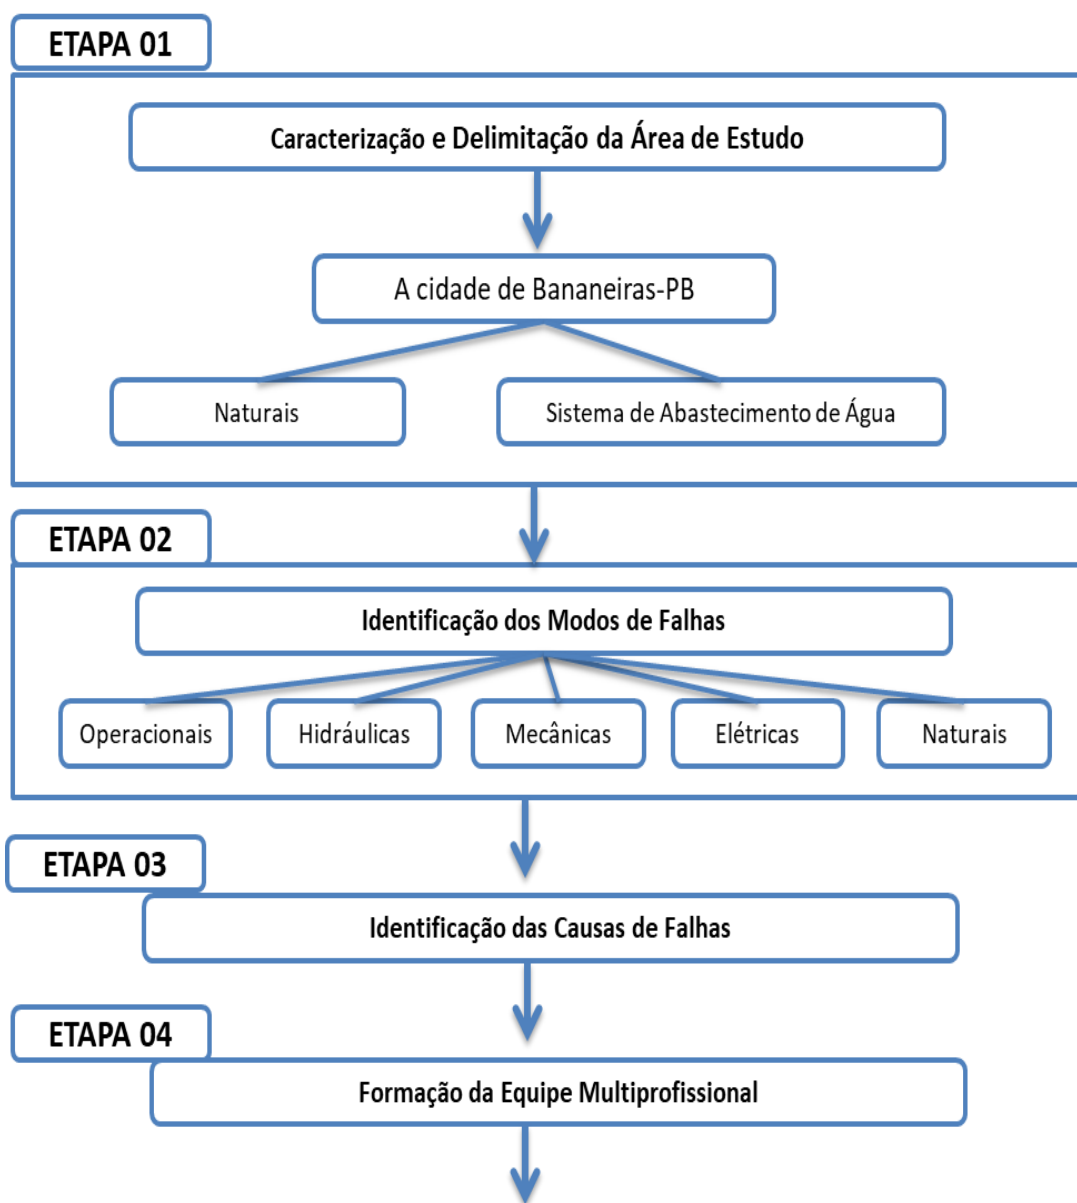 ETAPA 01
Caracterização e Delimitação da Área de Estudo
A cidade de Bananeiras-PB
Naturais
Sistema de Abastecimento de Água
ETAPA 02
Identificação dos Modos de Falhas
Operacionais
Hidráulicas
Mecânicas
Elétricas
Naturais
ETAPA 03
Identificação das Causas de Falhas
ETAPA 04
Formação da Equipe Multiprofissional